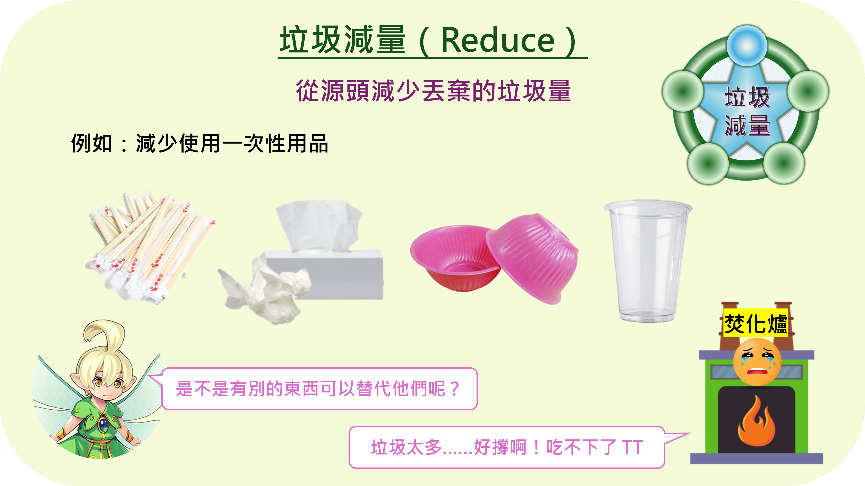 垃圾減量（Reduce）
從源頭減少丟棄的垃圾量
垃圾
減量
例如：減少使用一次性用品
焚化爐
是不是有別的東西可以替代他們呢？
垃圾太多......好撐啊！吃不下了TT